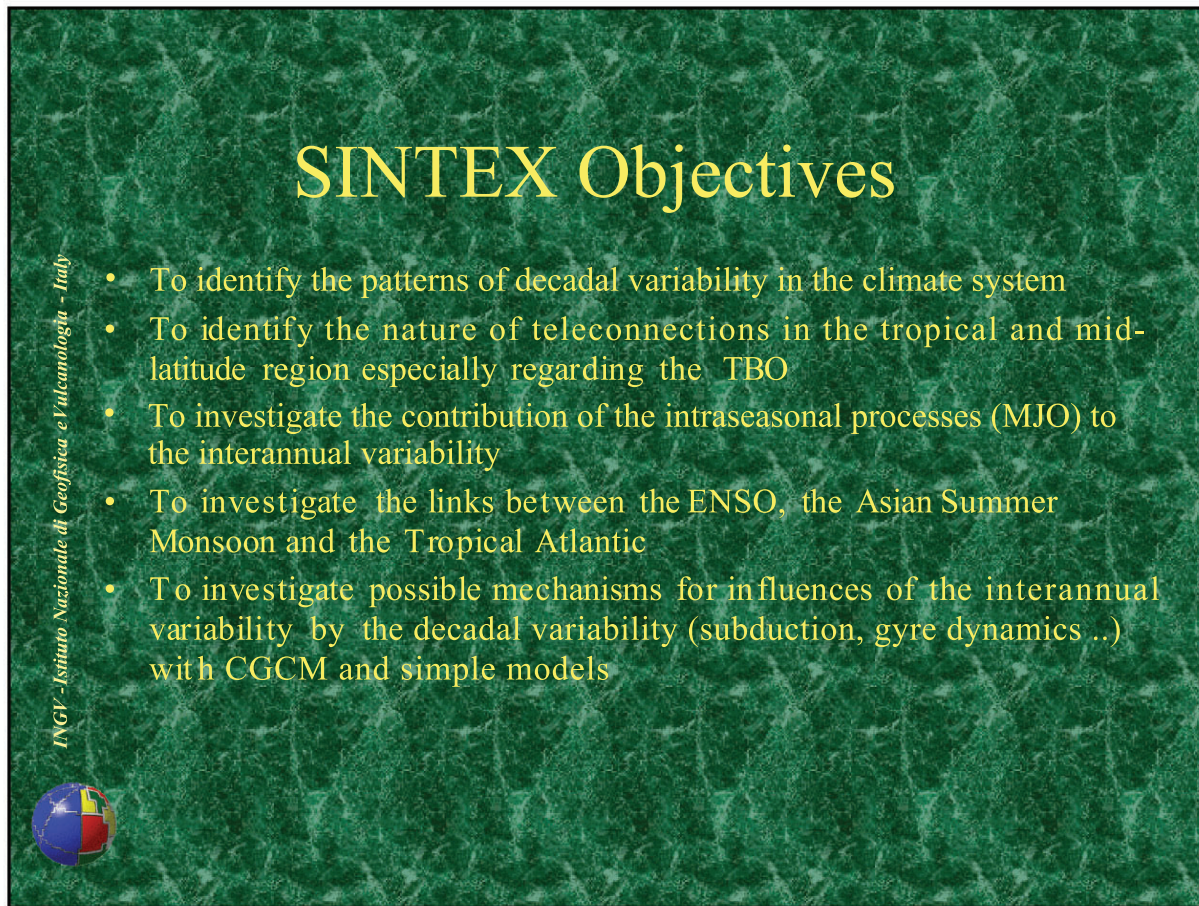 SINTEX Objectives
• To identify the patterns of decadal variability in the climate system
• To identify the nature of teleconnections in the tropical and mid-
latitude region especially regarding the TBO
• To investigate the contribution of the intraseasonal processes (MJO) to
the interannual variability
• To investigate the links between the ENSO, the Asian Summer
Monsoon and the Tropical Atlantic
• To investigate possible mechanisms for influences of the interannual
variability by the decadal variability (subduction, gyre dynamics ..)
with CGCM and simple models
INGV -Istituto Nazionale di Geofisica e Vulcanologia - Italy